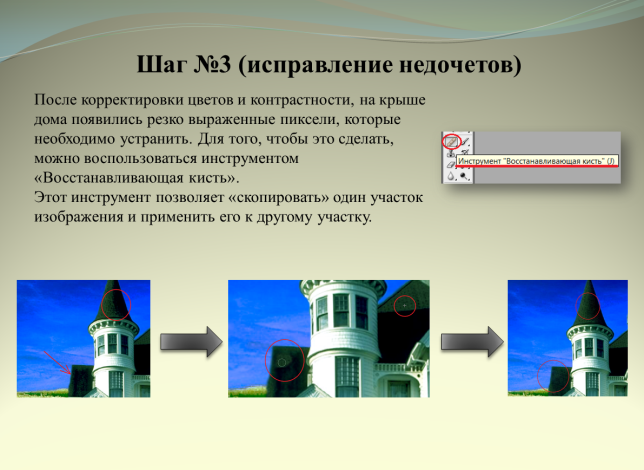 Шаг №3 (исправление недочетов)
После корректировки цветов и контрастности, на крыше
дома появились резко выраженные пиксели, которые
необходимо устранить. Для того, чтобы это сделать,
можно воспользоваться инструментом
«Восстанавливающая кисть».
Этот инструмент позволяет «скопировать» один участок
изображения и применить его к другому участку.
Инструмент "Восстанавливающая кисть" (J)